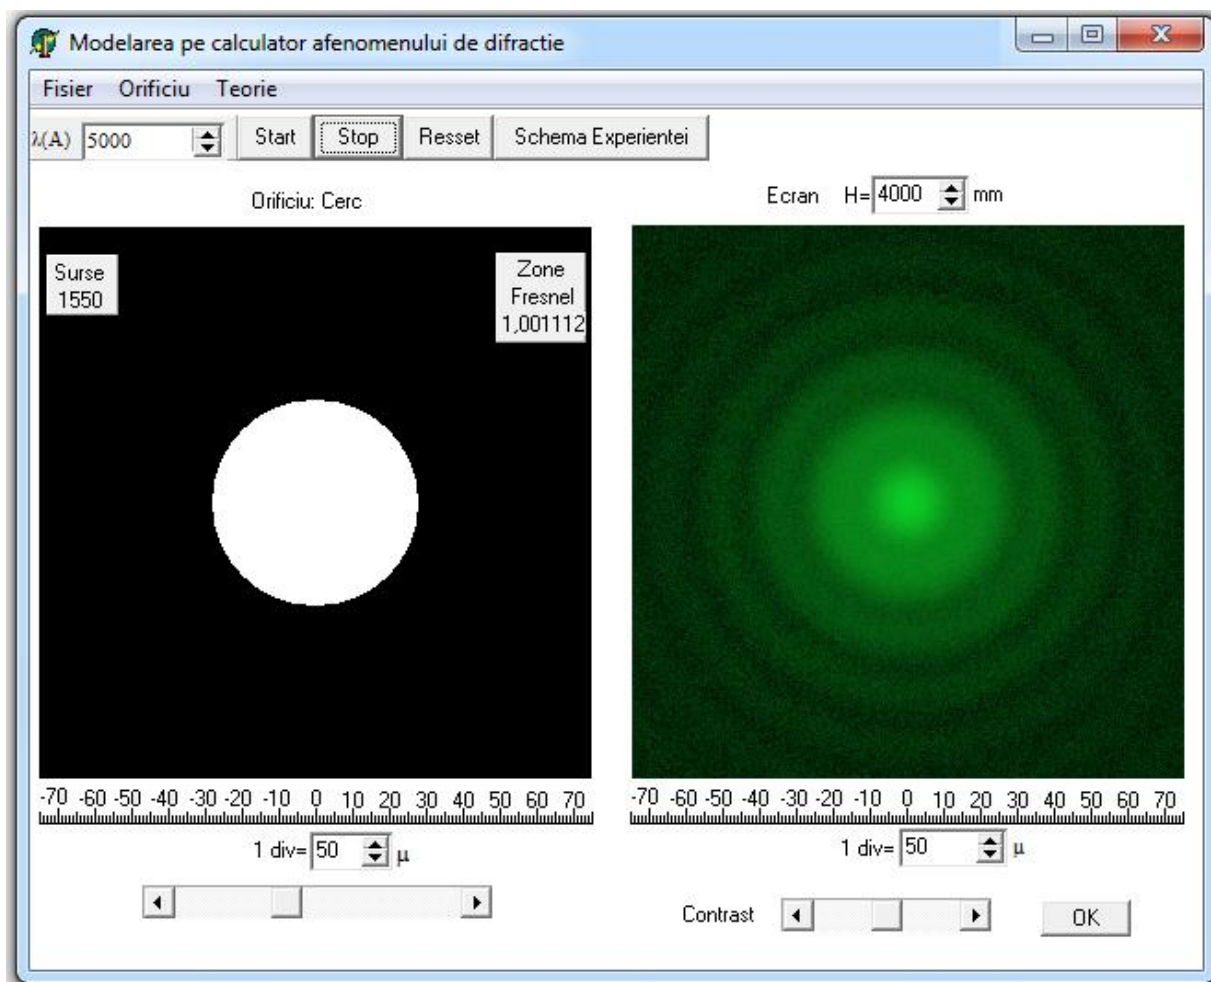 Modelarea pe calculator afenomenului de difractie
Fisier Orificiu Teorie
λ(A) 5000 Start Stop Resset Schema Experientei
Orificiu: Cerc
Ecran H= 4000 mm
Surse
1550
Zone
Fresnel
1,001112
-70 -60 -50 -40 -30 -20 -10 0 10 20 30 40 50 60 70
-70 -60 -50 -40 -30 -20 -10 0 10 20 30 40 50 60 70
1 div= 50 μ
1 div= 50 μ
Contrast
OK